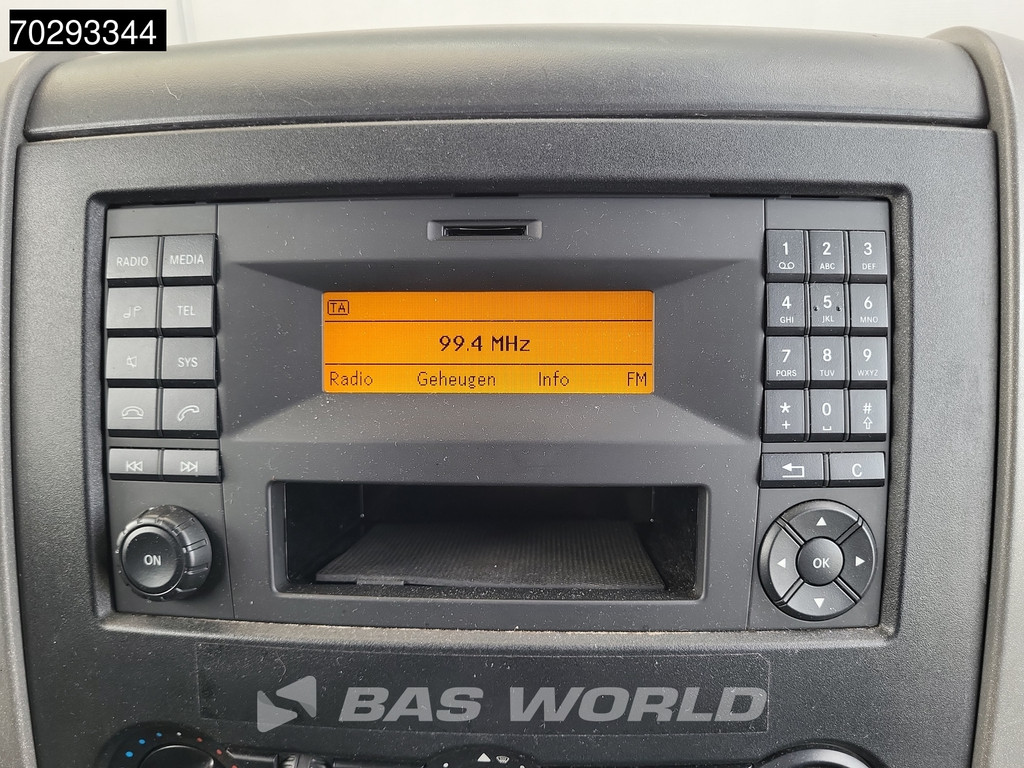 70293344
RADIO MEDIA
TEL
SYS
ON
TA
99.4 MHz
Radio Geheugen Info FM
1 2 ABC 3 DEF
4 GHI 5 JKL 6 MNO
7 PQRS 8 TUV 9 WXYZ
* + 0 #
C
OK
BAS WORLD